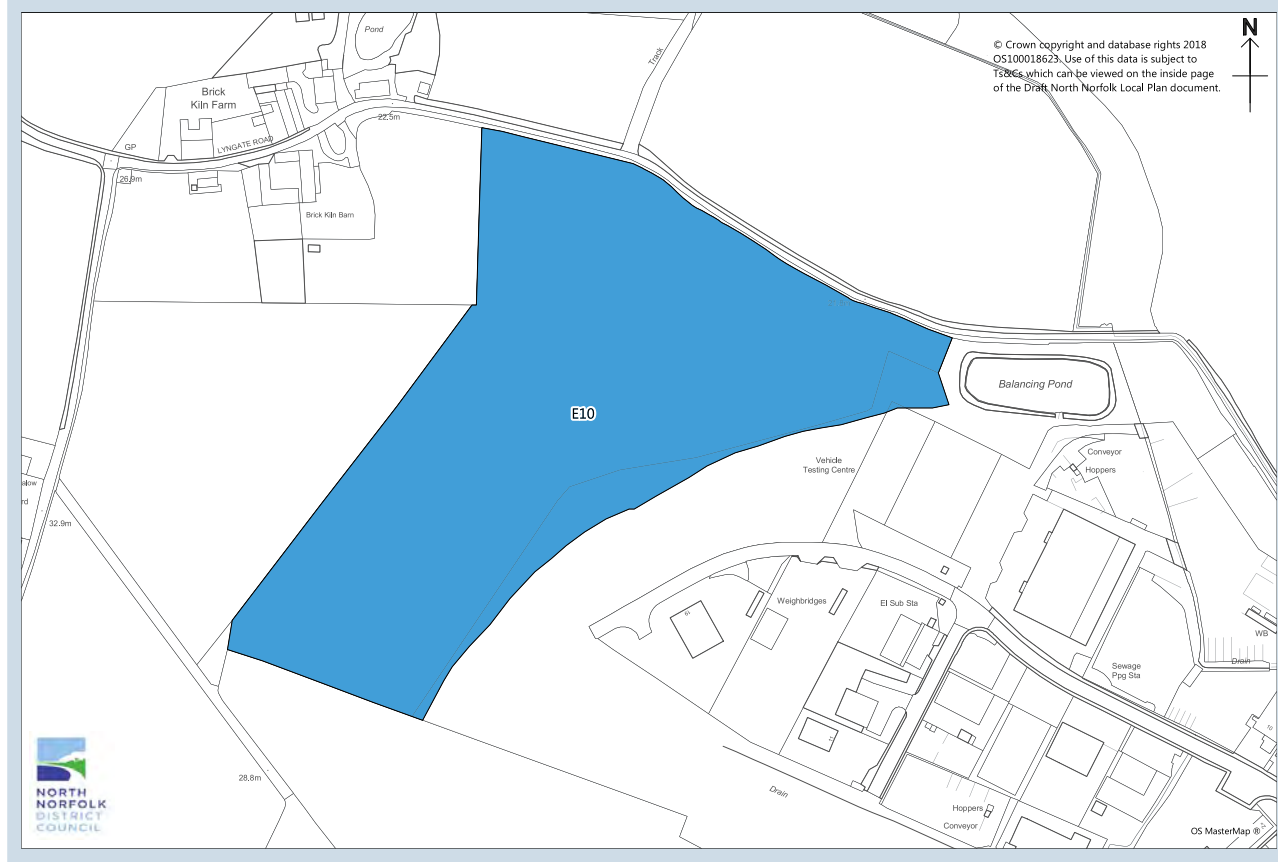 Pond
Track
N
© Crown copyright and database rights 2018
OS100018623. Use of this data is subject to
Ts&Cs which can be viewed on the inside page
of the Draft North Norfolk Local Plan document.
Brick
Kiln Farm
22.5m
GP
LYNGATE ROAD
26.9m
Brick Kiln Barn
Balancing Pond
E10
Vehicle
Testing Centre
Conveyor
Hoppers
32.9m
Weighbridges
El Sub Sta
WB
Drain
Sewage
Ppg Sta
NORTH
NORFOLK
DISTRICT
COUNCIL
28.8m
Drain
Hoppers
Conveyor
OS MasterMap ®